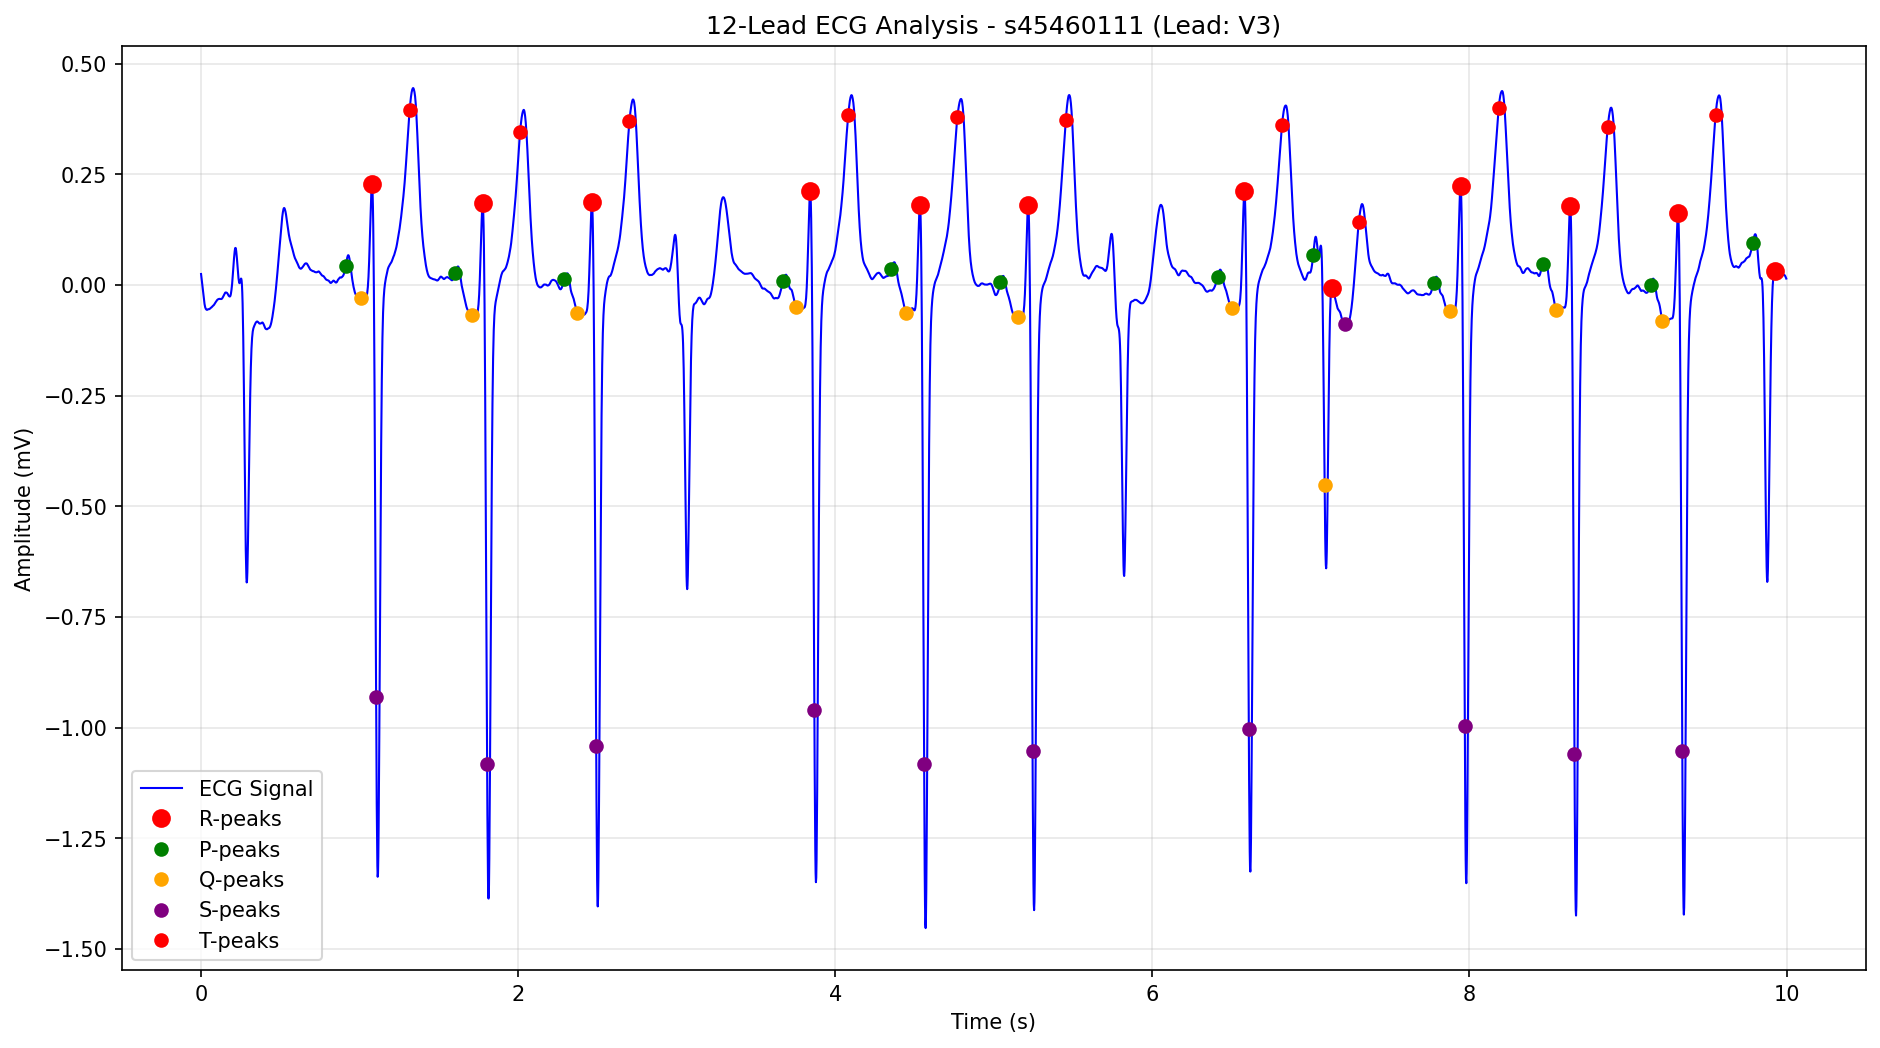 12-Lead ECG Analysis - s45460111 (Lead: V3)
Amplitude (mV)
0.50
0.25
0.00
−0.25
−0.50
−0.75
−1.00
−1.25
−1.50
ECG Signal
R-peaks
P-peaks
Q-peaks
S-peaks
T-peaks
0 2 4 6 8 10
Time (s)